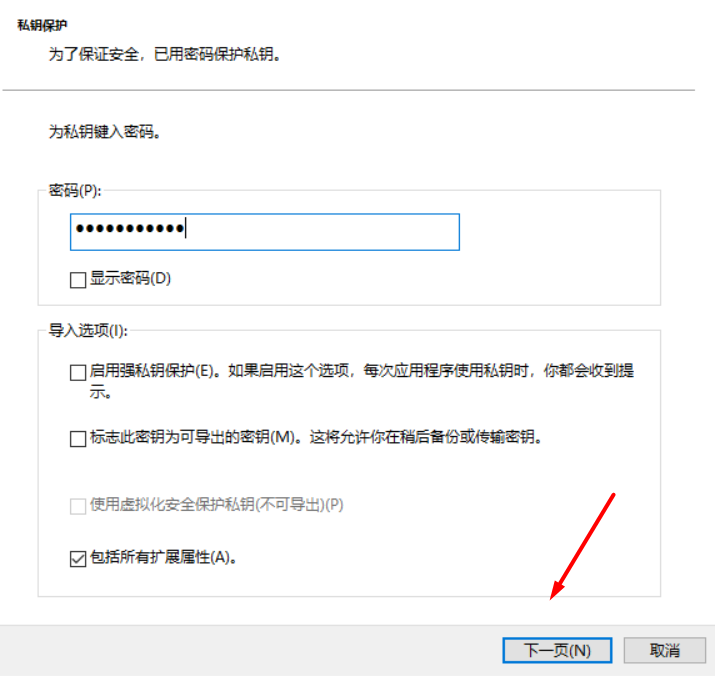 私钥保护
为了保证安全，已用密码保护私钥。
为私钥键入密码。
密码(P):
●●●●●●●●●●●
显示密码(D)
导入选项(I):
启用强私钥保护(E)。如果启用这个选项，每次应用程序使用私钥时，你都会收到提
示。
标志此密钥为可导出的密钥(M)。这将允许你在稍后备份或传输密钥。
使用虚拟化安全保护私钥(不可导出)(P)
包括所有扩展属性(A)。
下一页(N)
取消